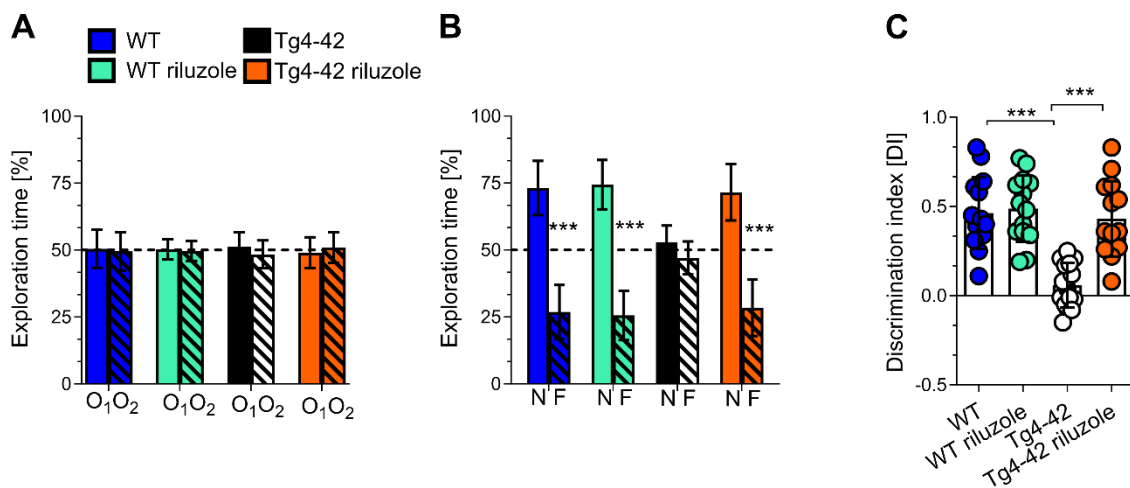 A
WT
WT riluzole
Tg4-42
Tg4-42 riluzole
Exploration time [%]
100
75
50
25
0
O1O2
O1O2
O1O2
O1O2
B
Exploration time [%]
100
75
50
25
0
***
***
***
N F
N F
N F
N F
C
***
***
Discrimination index [DI]
1.0
0.5
0.0
-0.5
WT
WT riluzole
Tg4-42
Tg4-42 riluzole